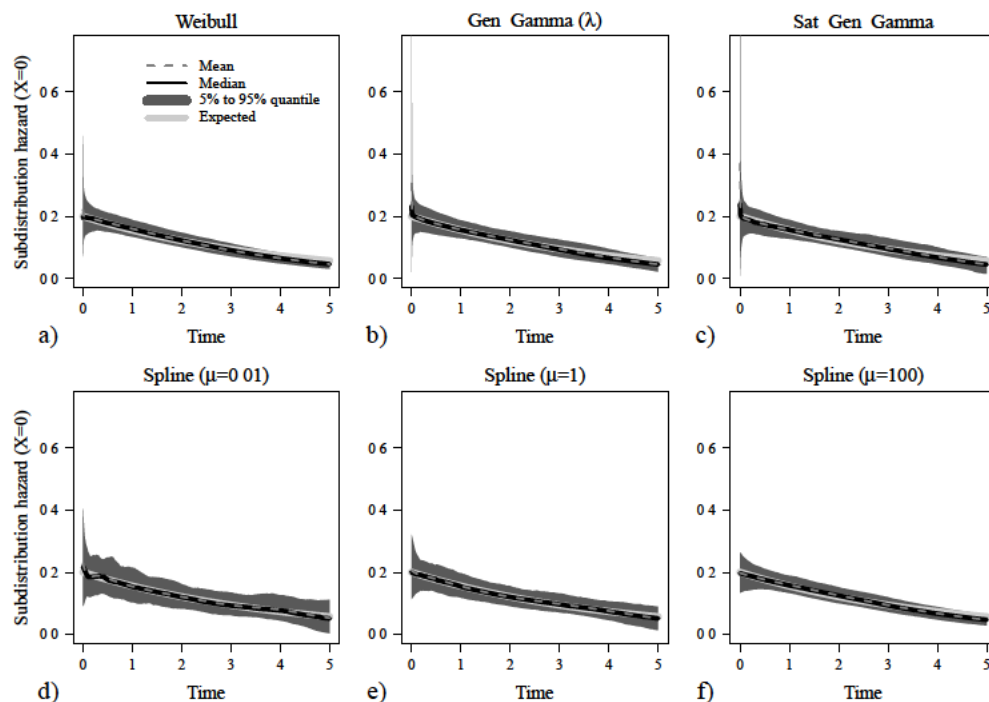 Weibull
Gen Gamma (λ)
Sat Gen Gamma
Subdistribution hazard (X=0)
0 6
0 4
0 2
0 0
Mean
Median
5% to 95% quantile
Expected
0 1 2 3 4 5
a)
Time
0 6
0 4
0 2
0 0
0 1 2 3 4 5
b)
Time
0 6
0 4
0 2
0 0
0 1 2 3 4 5
c)
Time
Spline (μ=0 01)
Spline (μ=1)
Spline (μ=100)
Subdistribution hazard (X=0)
0 6
0 4
0 2
0 0
0 1 2 3 4 5
d)
Time
0 6
0 4
0 2
0 0
0 1 2 3 4 5
e)
Time
0 6
0 4
0 2
0 0
0 1 2 3 4 5
f)
Time